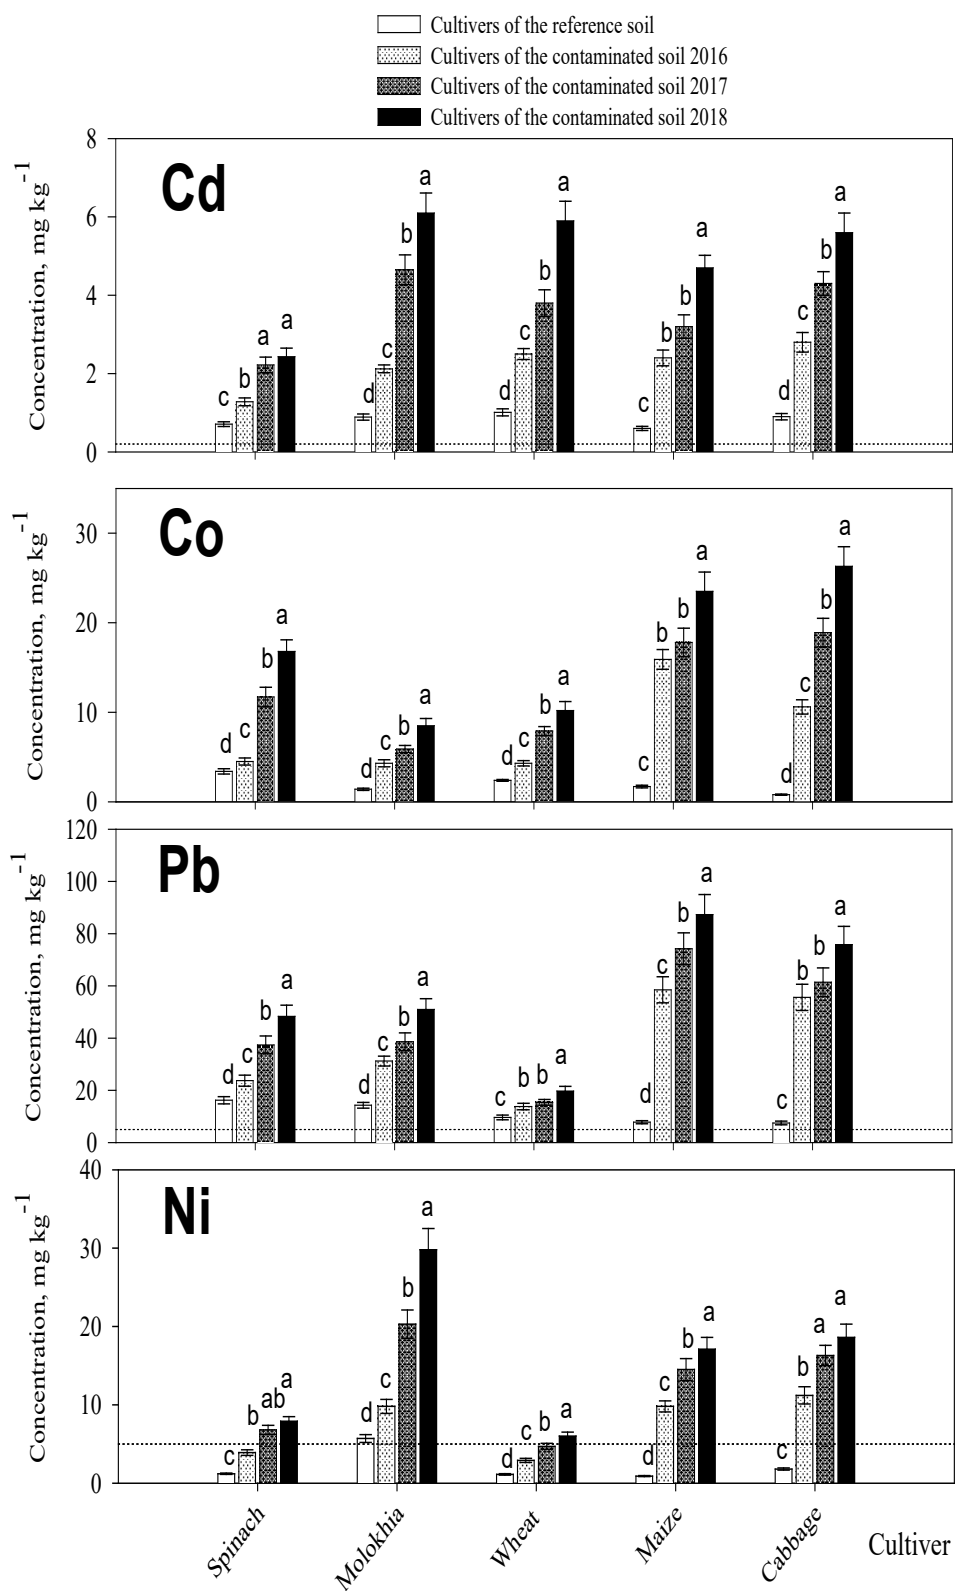 Cultivers of the reference soil
Cultivers of the contaminated soil 2016
Cultivers of the contaminated soil 2017
Cultivers of the contaminated soil 2018
Cd
Concentration, mg kg-1
8
6
4
2
0
c b a a
d c b a
d c b a
c b b a
d c b a
Co
Concentration, mg kg-1
30
20
10
0
d c b a
d c b a
d c b a
c b b a
d c b a
Pb
Concentration, mg kg-1
120
100
80
60
40
20
0
d c b a
d c b a
c b b a
d c b a
c b b a
Ni
Concentration, mg kg-1
40
30
20
10
0
c b ab a
d c b a
d c b a
d c b a
c b a a
Spinach
Molokhia
Wheat
Maize
Cabbage
Cultiver